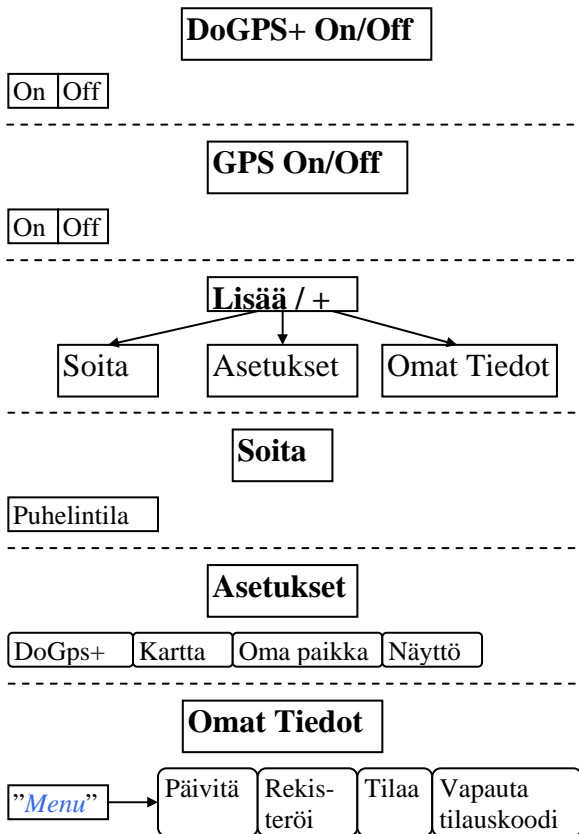 DoGPS+ On/Off
On Off
GPS On/Off
On Off
Lisää / +
Soita Asetukset Omat Tiedot
Soita
Puhelintila
Asetukset
DoGps+ Kartta Oma paikka Näyttö
Omat Tiedot
”Menu” Päivitä Rekis- Tilaa Vapauta
teröi tilauskoodi